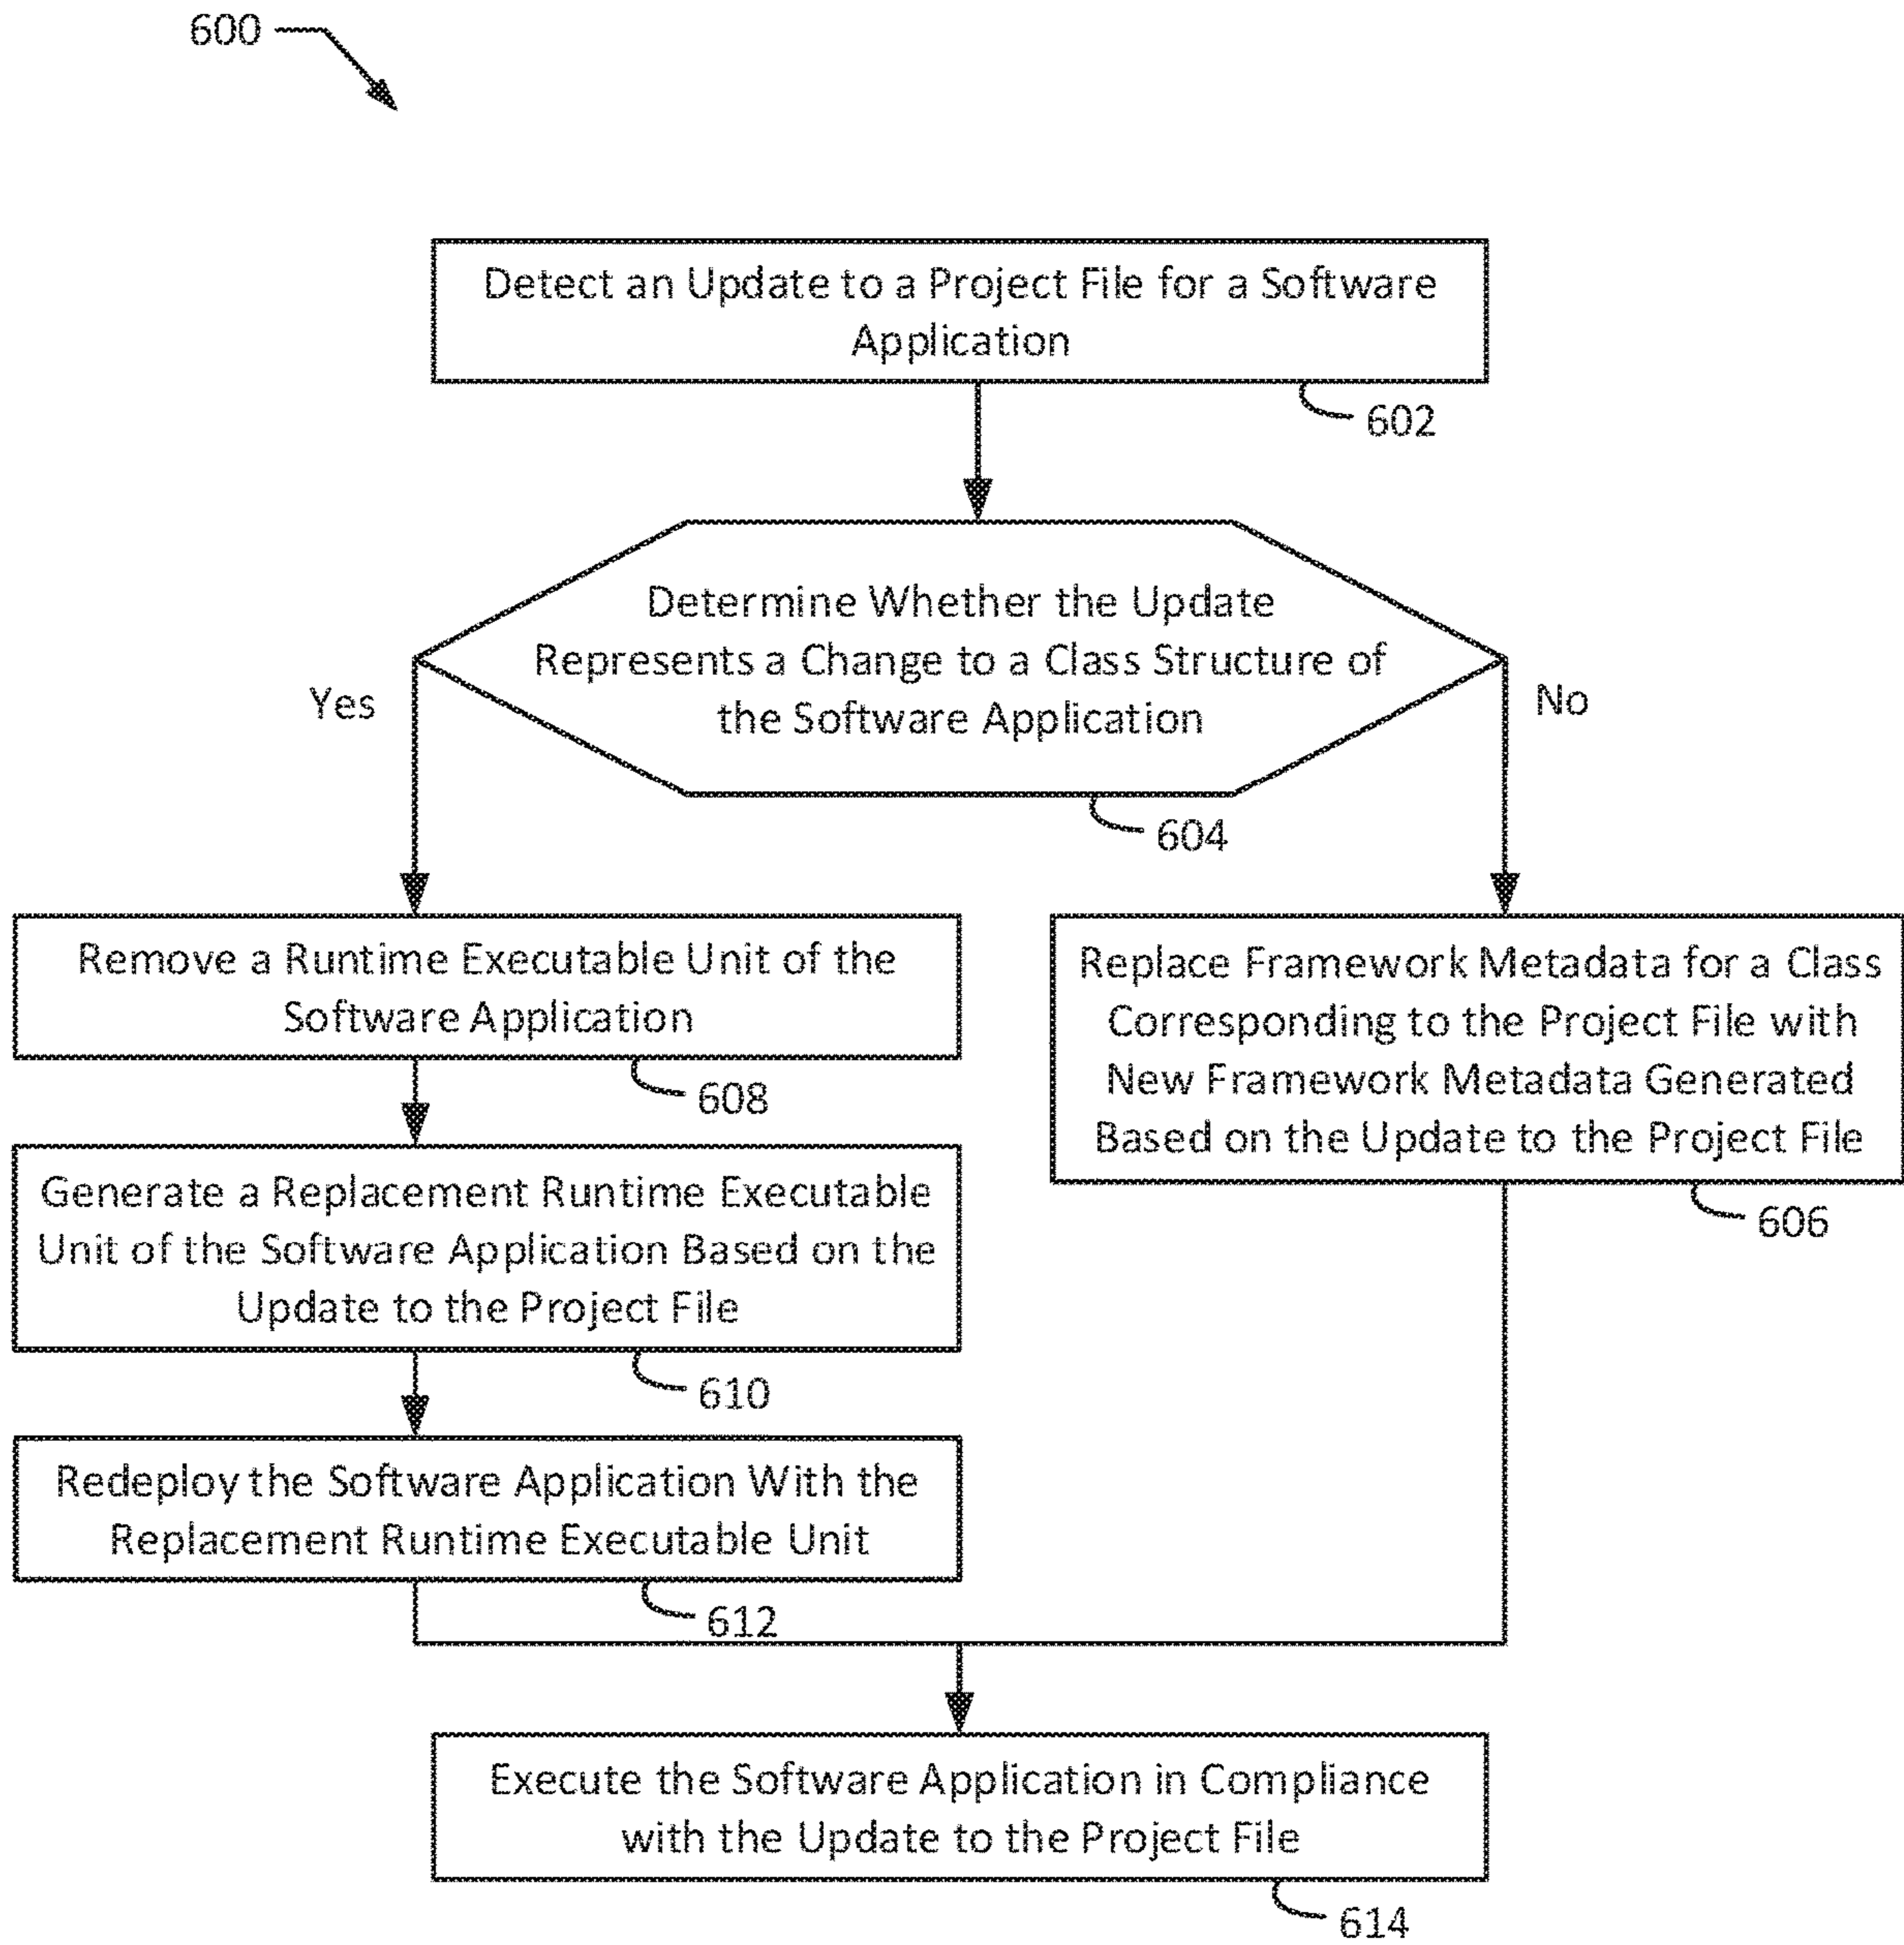 600
Detect an Update to a Project File for a Software
Application
602
Determine Whether the Update
Represents a Change to a Class Structure of
the Software Application
Yes
No
604
Remove a Runtime Executable Unit of the
Software Application
608
Replace Framework Metadata for a Class
Corresponding to the Project File with
New Framework Metadata Generated
Based on the Update to the Project File
606
Generate a Replacement Runtime Executable
Unit of the Software Application Based on the
Update to the Project File
610
Redeploy the Software Application With the
Replacement Runtime Executable Unit
612
Execute the Software Application in Compliance
with the Update to the Project File
614